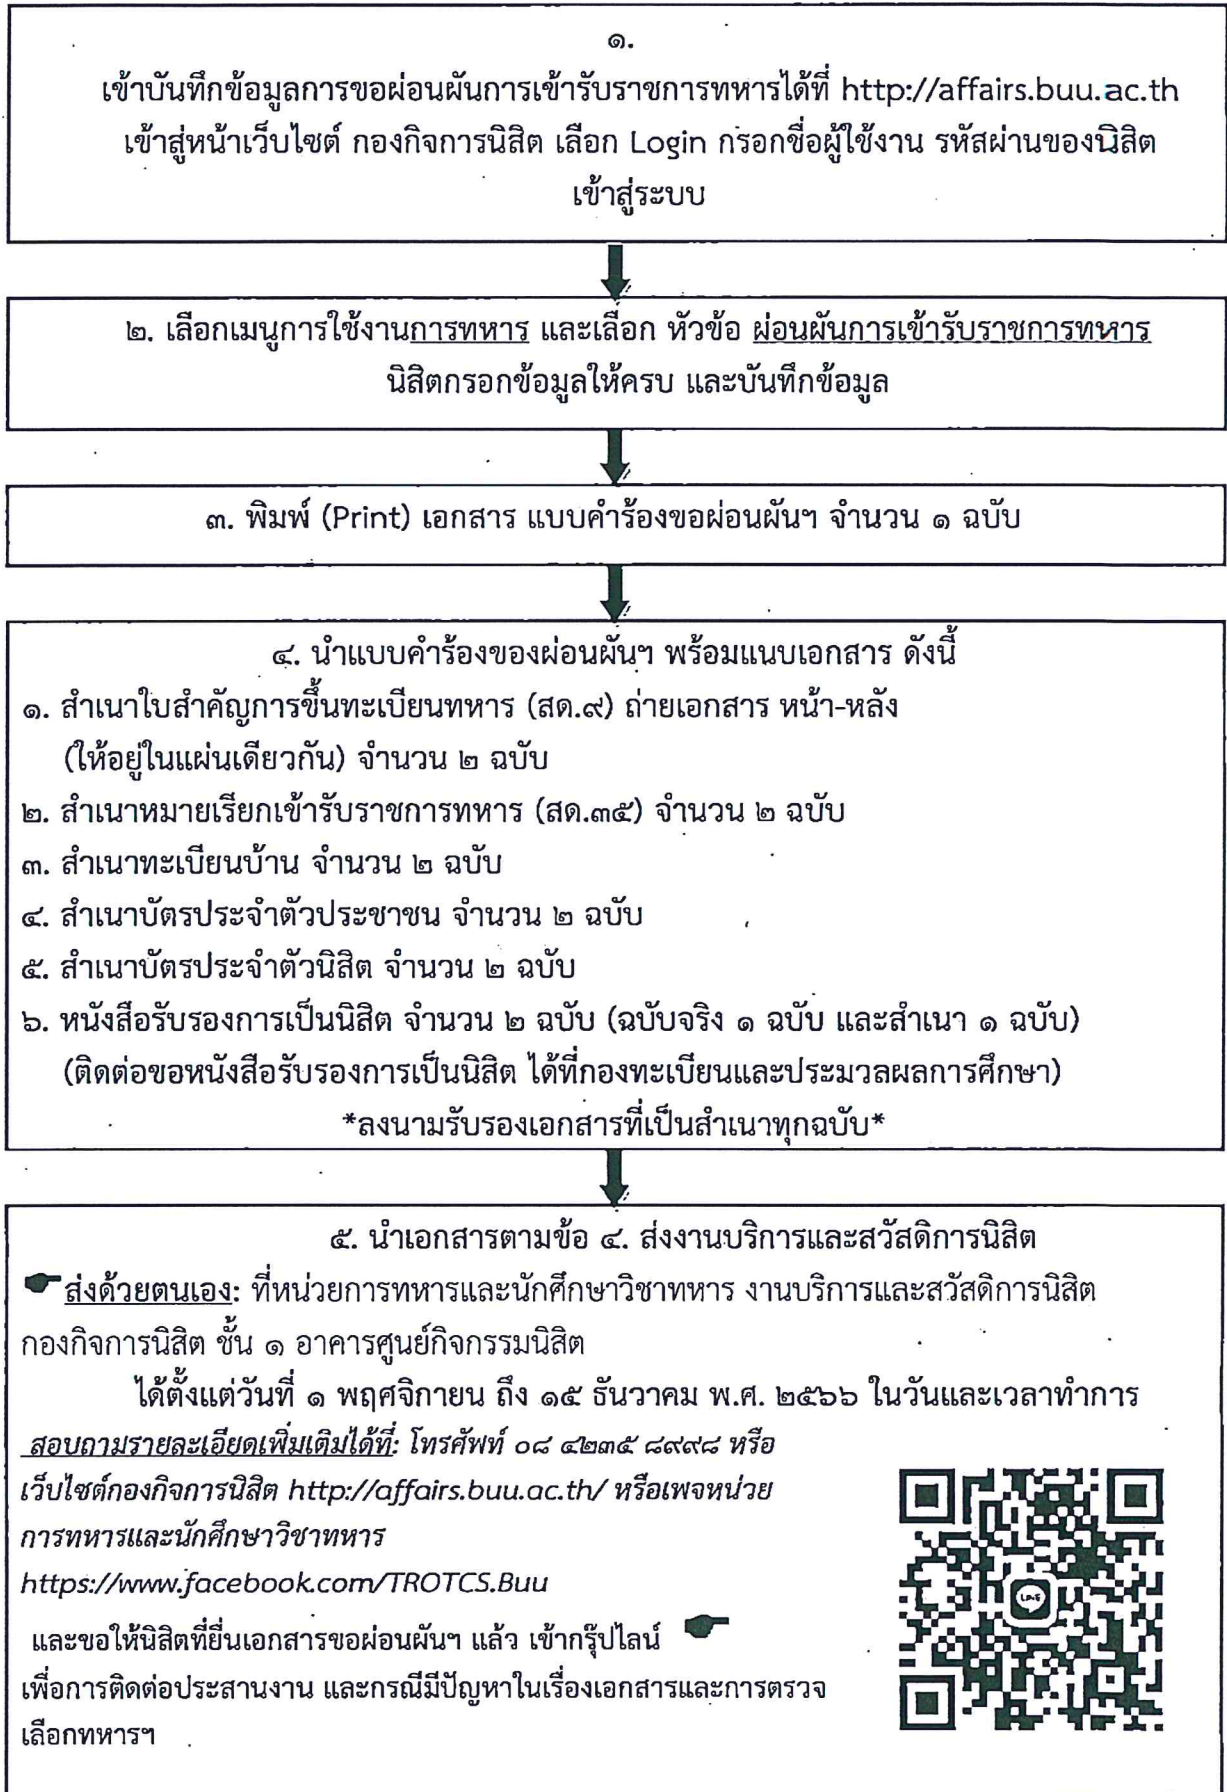 ๑.
เข้าบันทึกข้อมูลการขอผ่อนผันการเข้ารับราชการทหารได้ที่ http://affairs.buu.ac.th
เข้าสู่หน้าเว็บไซต์ กองกิจการนิสิต เลือก Login กรอกชื่อผู้ใช้งาน รหัสผ่านของนิสิต
เข้าสู่ระบบ
๒. เลือกเมนูการใช้งานการทหาร และเลือก หัวข้อ ผ่อนผันการเข้ารับราชการทหาร
นิสิตกรอกข้อมูลให้ครบ และบันทึกข้อมูล
๓. พิมพ์ (Print) เอกสาร แบบคำร้องขอผ่อนผันฯ จำนวน ๑ ฉบับ
๔. นำแบบคำร้องของผ่อนผันฯ พร้อมแนบเอกสาร ดังนี้
๑. สำเนาใบสำคัญการขึ้นทะเบียนทหาร (สด.๙) ถ่ายเอกสาร หน้า-หลัง
(ให้อยู่ในแผ่นเดียวกัน) จำนวน ๒ ฉบับ
๒. สำเนาหมายเรียกเข้ารับราชการทหาร (สด.๓๕) จำนวน ๒ ฉบับ
๓. สำเนาทะเบียนบ้าน จำนวน ๒ ฉบับ
๔. สำเนาบัตรประจำตัวประชาชน จำนวน ๒ ฉบับ
๕. สำเนาบัตรประจำตัวนิสิต จำนวน ๒ ฉบับ
๖. หนังสือรับรองการเป็นนิสิต จำนวน ๒ ฉบับ (ฉบับจริง ๑ ฉบับ และสำเนา ๑ ฉบับ)
(ติดต่อขอหนังสือรับรองการเป็นนิสิต ได้ที่กองทะเบียนและประมวลผลการศึกษา)
*ลงนามรับรองเอกสารที่เป็นสำเนาทุกฉบับ*
๕. นำเอกสารตามข้อ ๔. ส่งงานบริการและสวัสดิการนิสิต
ส่งด้วยตนเอง: ที่หน่วยการทหารและนักศึกษาวิชาทหาร งานบริการและสวัสดิการนิสิต
กองกิจการนิสิต ชั้น ๑ อาคารศูนย์กิจกรรมนิสิต
ได้ตั้งแต่วันที่ ๑ พฤศจิกายน ถึง ๑๕ ธันวาคม พ.ศ. ๒๕๖๖ ในวันและเวลาทำการ
สอบถามรายละเอียดเพิ่มเติมได้ที่: โทรศัพท์ ๐๘ ๔๒๓๕ ๘๙๙๘ หรือ
เว็บไซต์กองกิจการนิสิต http://affairs.buu.ac.th/ หรือเพจหน่วย
การทหารและนักศึกษาวิชาทหาร
https://www.facebook.com/TROTCS.Buu
และขอให้นิสิตที่ยื่นเอกสารขอผ่อนผันฯ แล้ว เข้ากรุ๊ปไลน์
เพื่อการติดต่อประสานงาน และกรณีมีปัญหาในเรื่องเอกสารและการตรวจ
เลือกทหารฯ
LINE